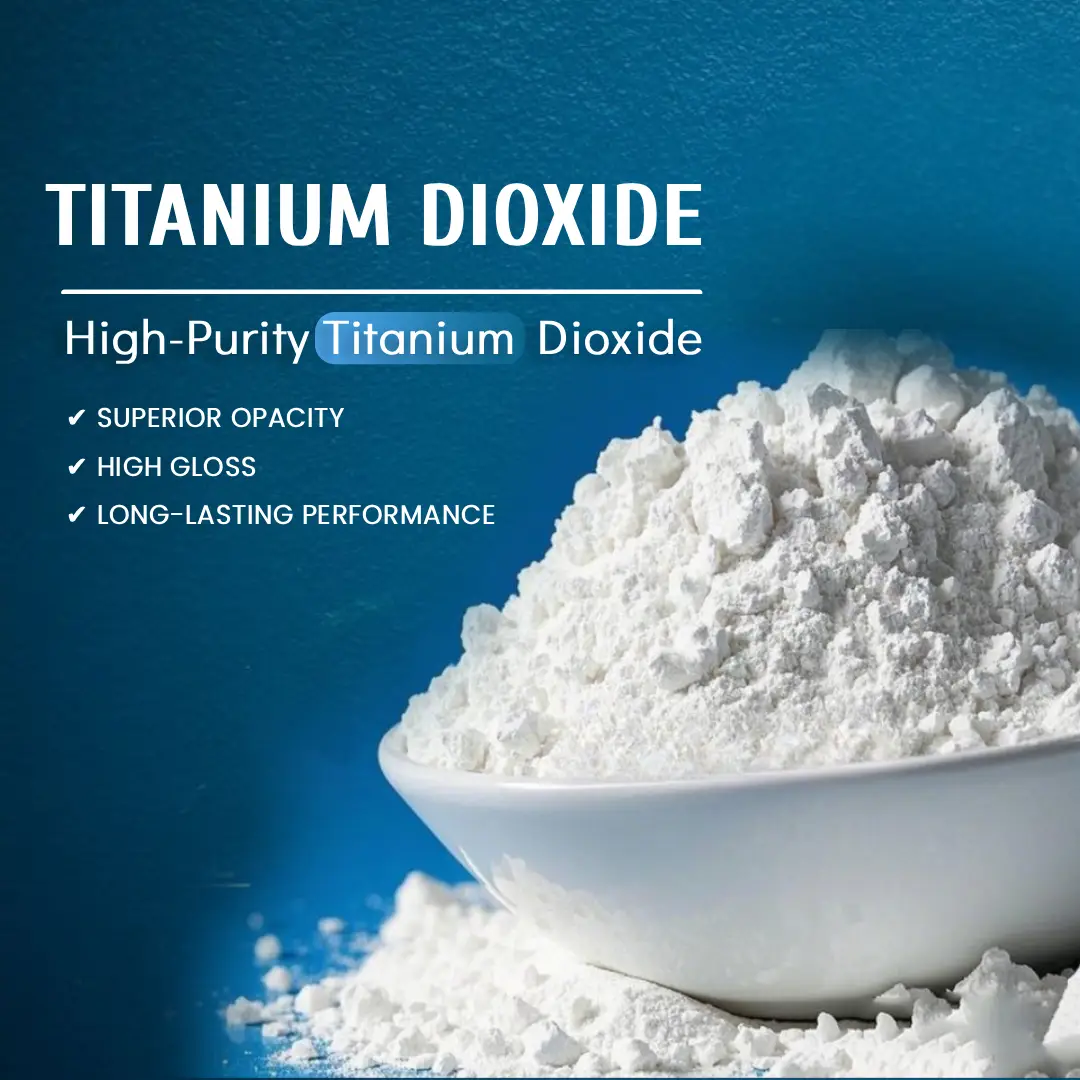 TITANIUM DIOXIDE
High-Purity Titanium Dioxide
✔ SUPERIOR OPACITY
✔ HIGH GLOSS
✔ LONG-LASTING PERFORMANCE